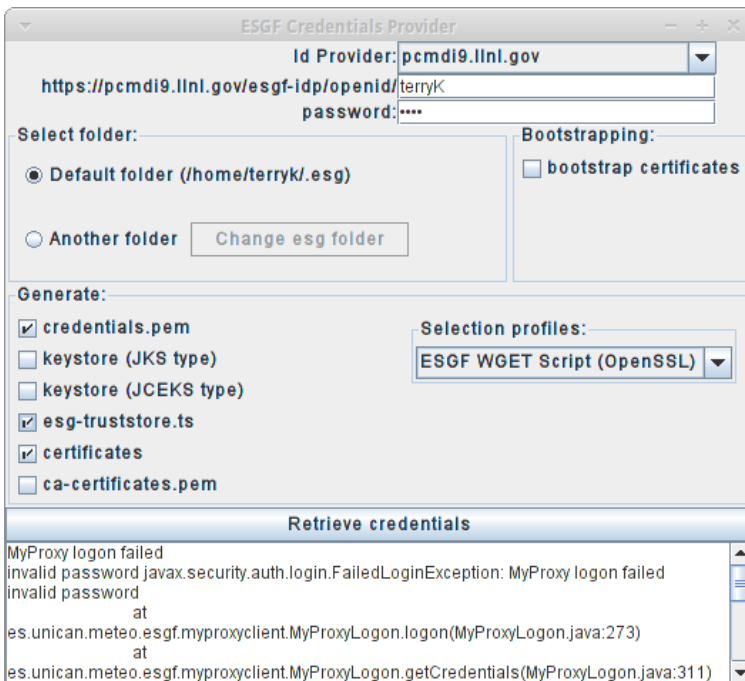 ESGF Credentials Provider
Id Provider: pcmdi9.llnl.gov
https://pcmdi9.llnl.gov/esgf-idp/openid/ terryK
password: ••••
Select folder:
Bootstrapping:
Default folder (/home/terryk/.esg)
bootstrap certificates
Another folder
Change esg folder
Generate:
credentials.pem
keystore (JKS type)
keystore (JCEKS type)
esg-truststore.ts
certificates
ca-certificates.pem
Selection profiles:
ESGF WGET Script (OpenSSL)
Retrieve credentials
MyProxy logon failed
invalid password javax.security.auth.login.FailedLoginException: MyProxy logon failed
invalid password
at
es.unican.meteo.esgf.myproxyclient.MyProxyLogon.logon(MyProxyLogon.java:273)
at
es.unican.meteo.esgf.myproxyclient.MyProxyLogon.getCredentials(MyProxyLogon.java:311)